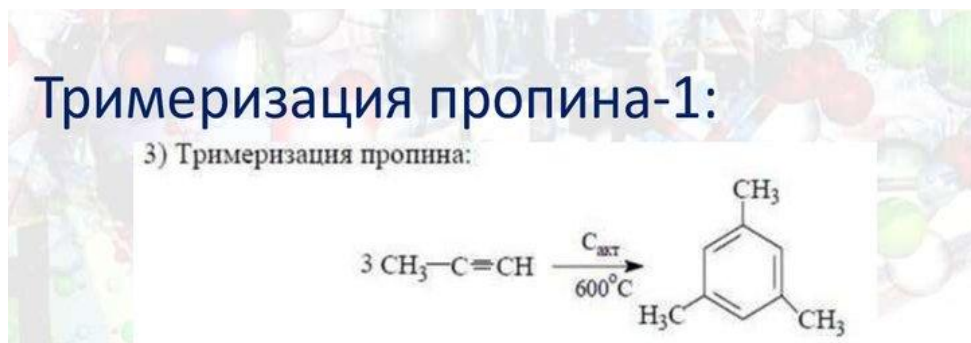 Тримеризация пропина-1:
3) Тримеризация пропина:
CH₃
3 CH₃—C≡CH
Cакт
600°C
H₃C
CH₃